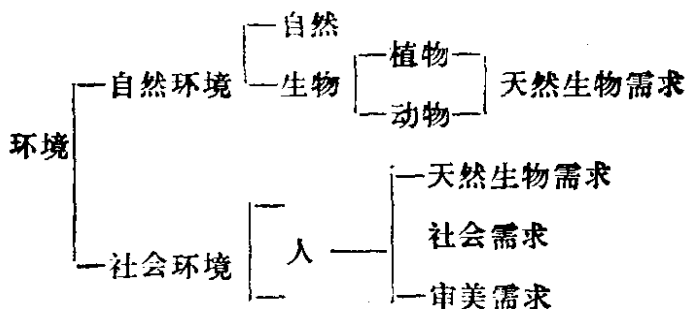 自然
植物
自然环境
生物
天然生物需求
动物
环境
天然生物需求
社会需求
社会环境
人
审美需求